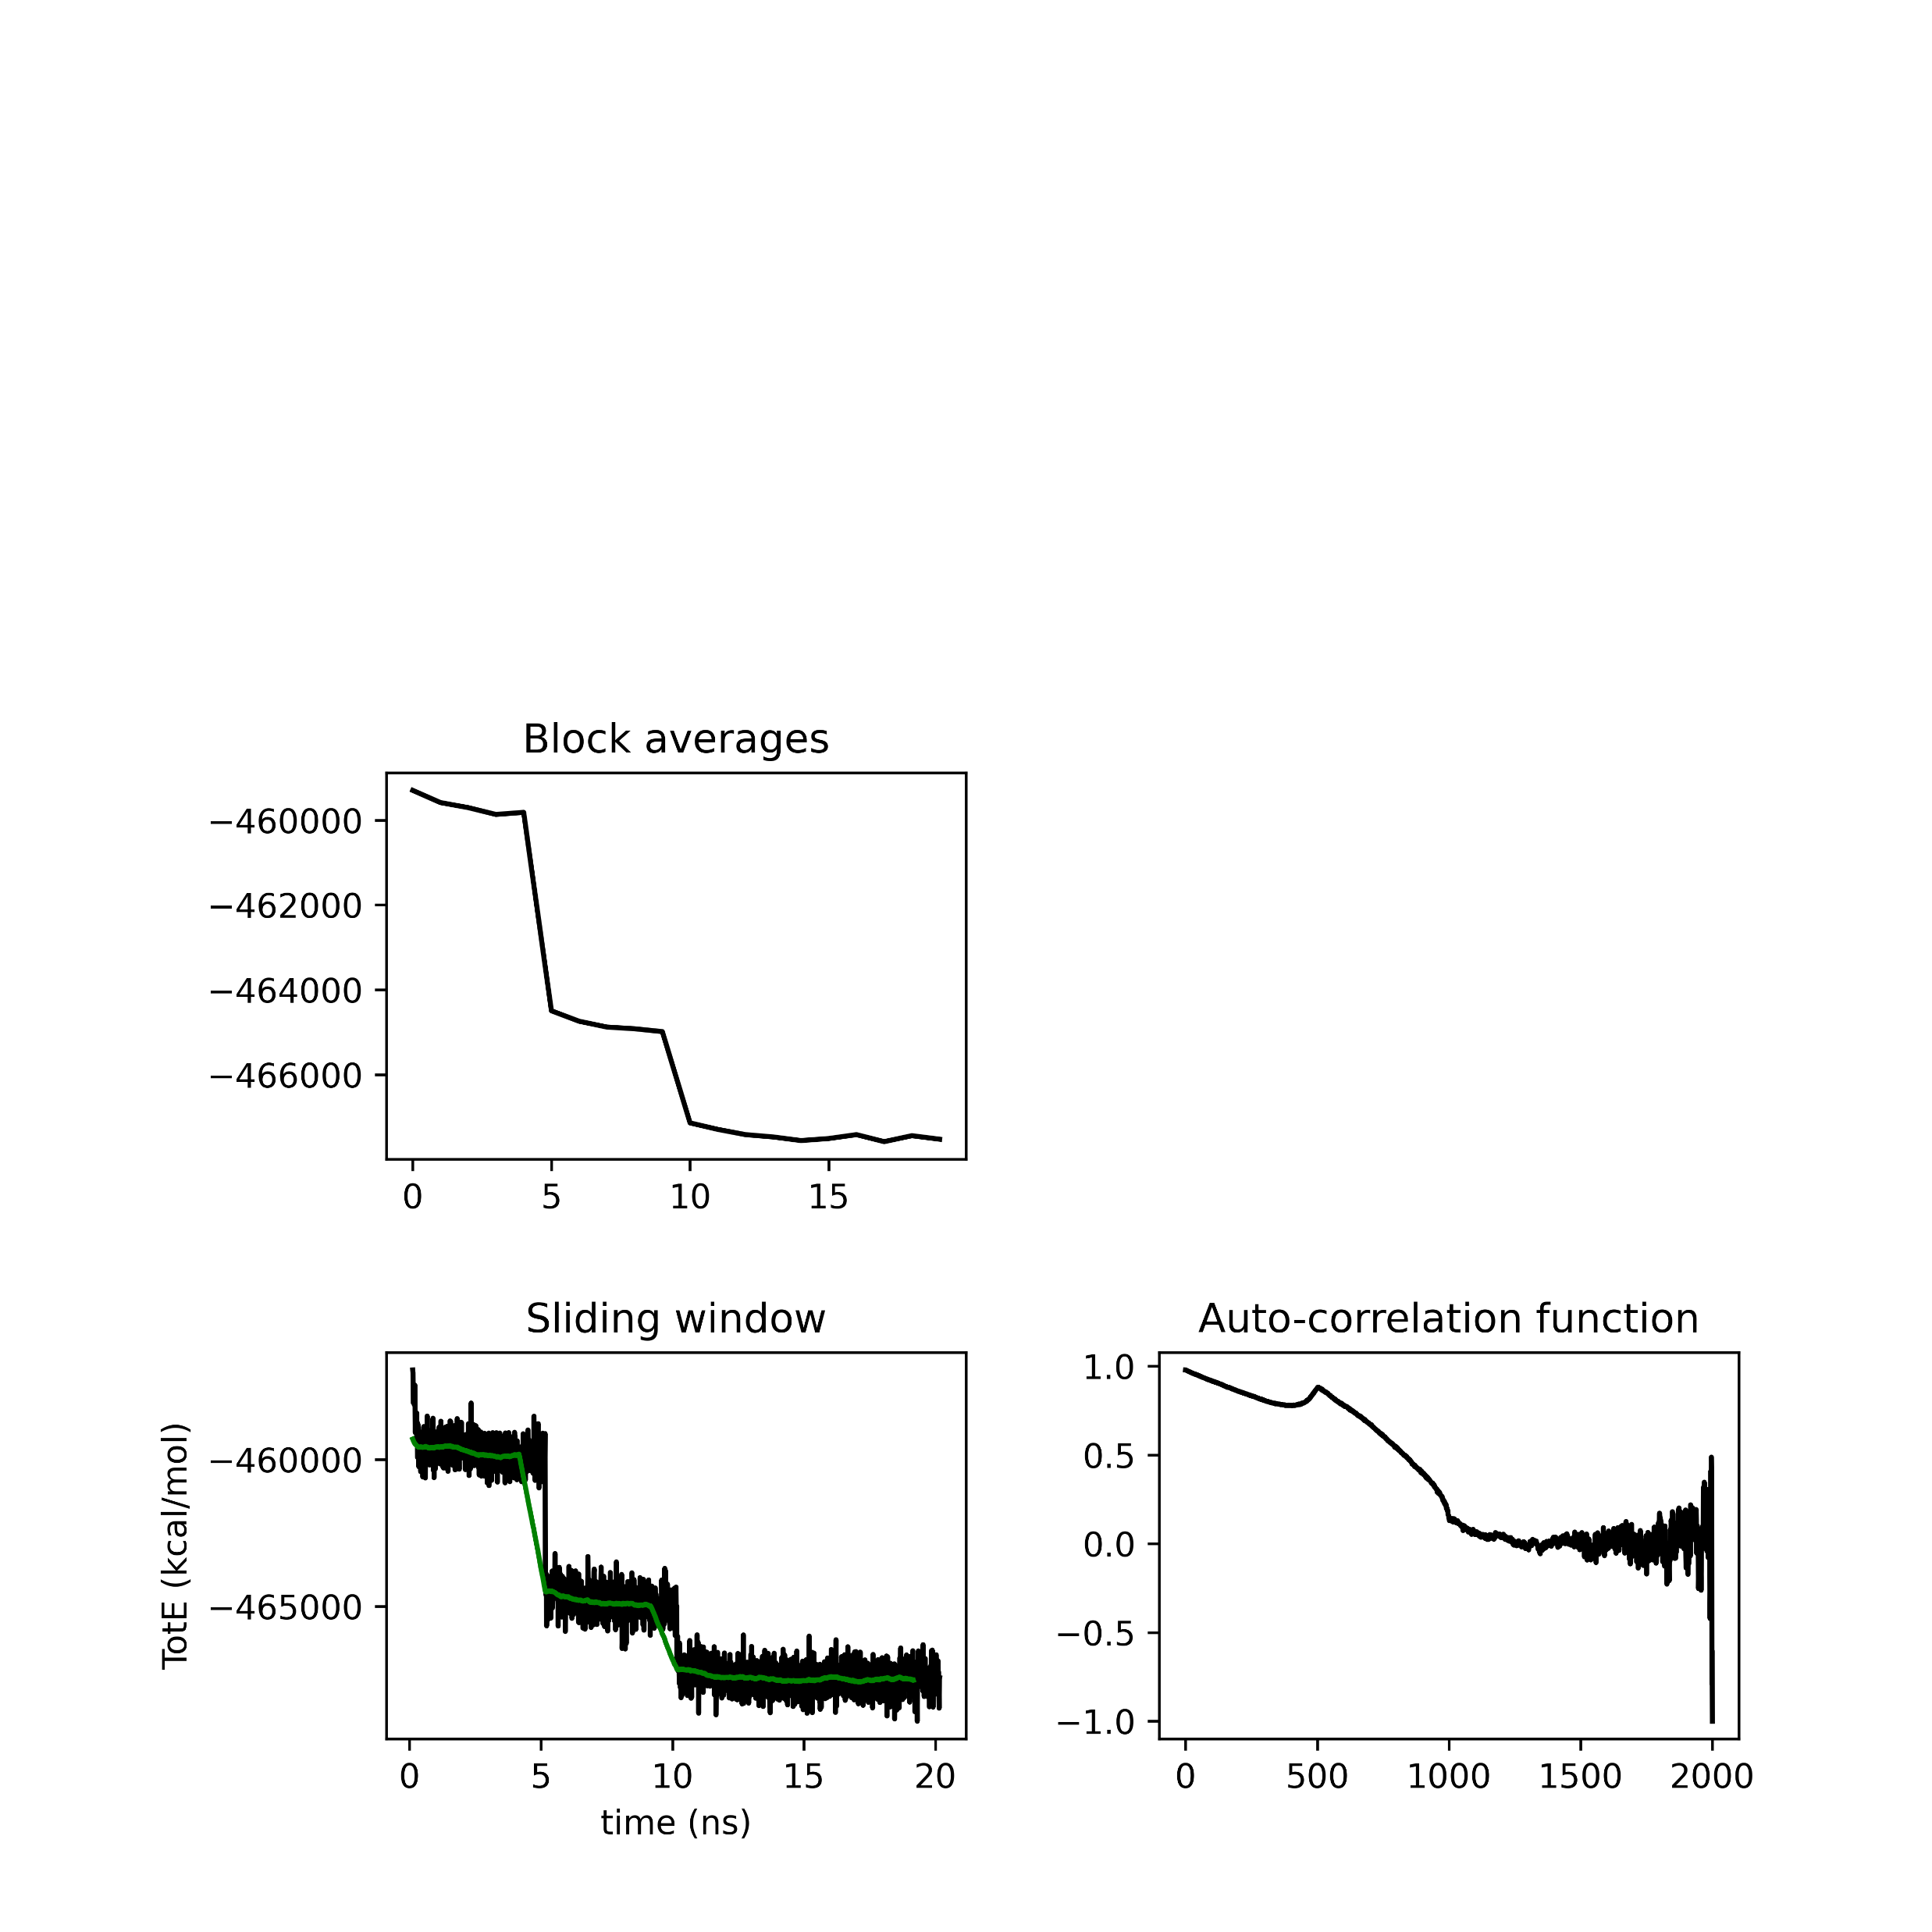 Block averages
−460000
−462000
−464000
−466000
0 5 10 15
Sliding window
TotE (kcal/mol)
−460000
−465000
0 5 10 15 20
time (ns)
Auto-correlation function
1.0
0.5
0.0
−0.5
−1.0
0 500 1000 1500 2000